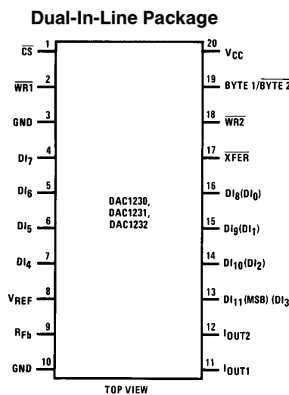 Dual-In-Line Package
CS 1
WR1 2
GND 3
DI7 4
DI6 5
DI5 6
DI4 7
VREF 8
RFb 9
GND 10
DAC1230,
DAC1231,
DAC1232
20 VCC
19 BYTE 1/BYTE 2
18 WR2
17 XFER
16 DI8(DI0)
15 DI9(DI1)
14 DI10(DI2)
13 DI11(MSB) (DI3
12 IOUT2
11 IOUT1
TOP VIEW